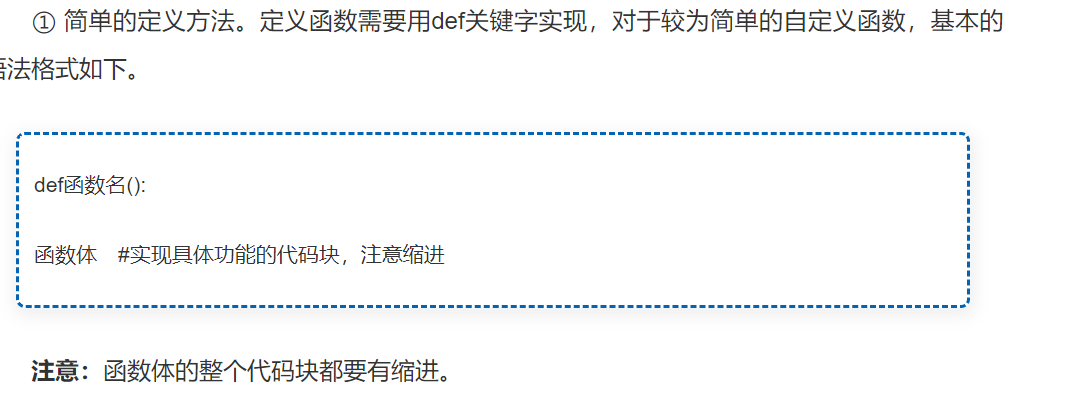 ① 简单的定义方法。定义函数需要用def关键字实现，对于较为简单的自定义函数，基本的
语法格式如下。
def函数名():
函数体 #实现具体功能的代码块，注意缩进
注意：函数体的整个代码块都要有缩进。